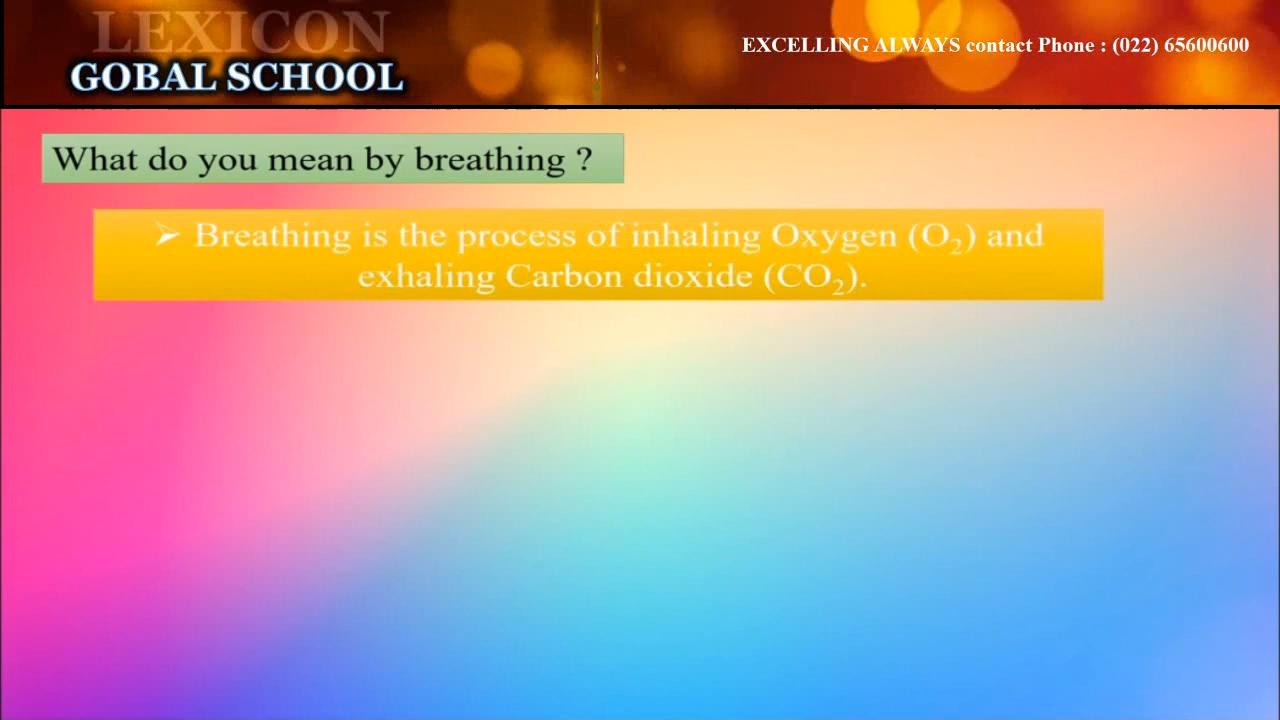 LEXICON
GOBAL SCHOOL
EXCELLING ALWAYS contact Phone : (022) 65600600
What do you mean by breathing ?
➢ Breathing is the process of inhaling Oxygen (O₂) and
exhaling Carbon dioxide (CO₂).